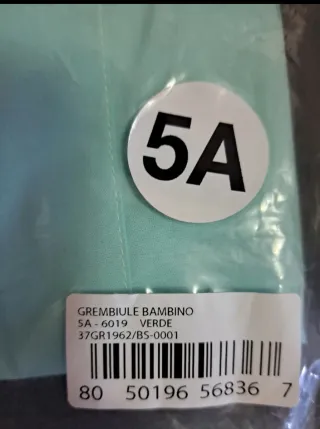 5A
GREMBIULE BAMBINO
5A - 6019 VERDE
37GR1962/BS-0001
80 50196 56836 7